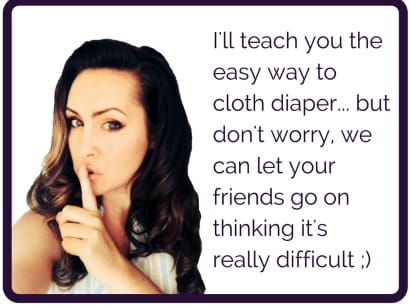 I'll teach you the
easy way to
cloth diaper... but
don't worry, we
can let your
friends go on
thinking it's
really difficult ;)